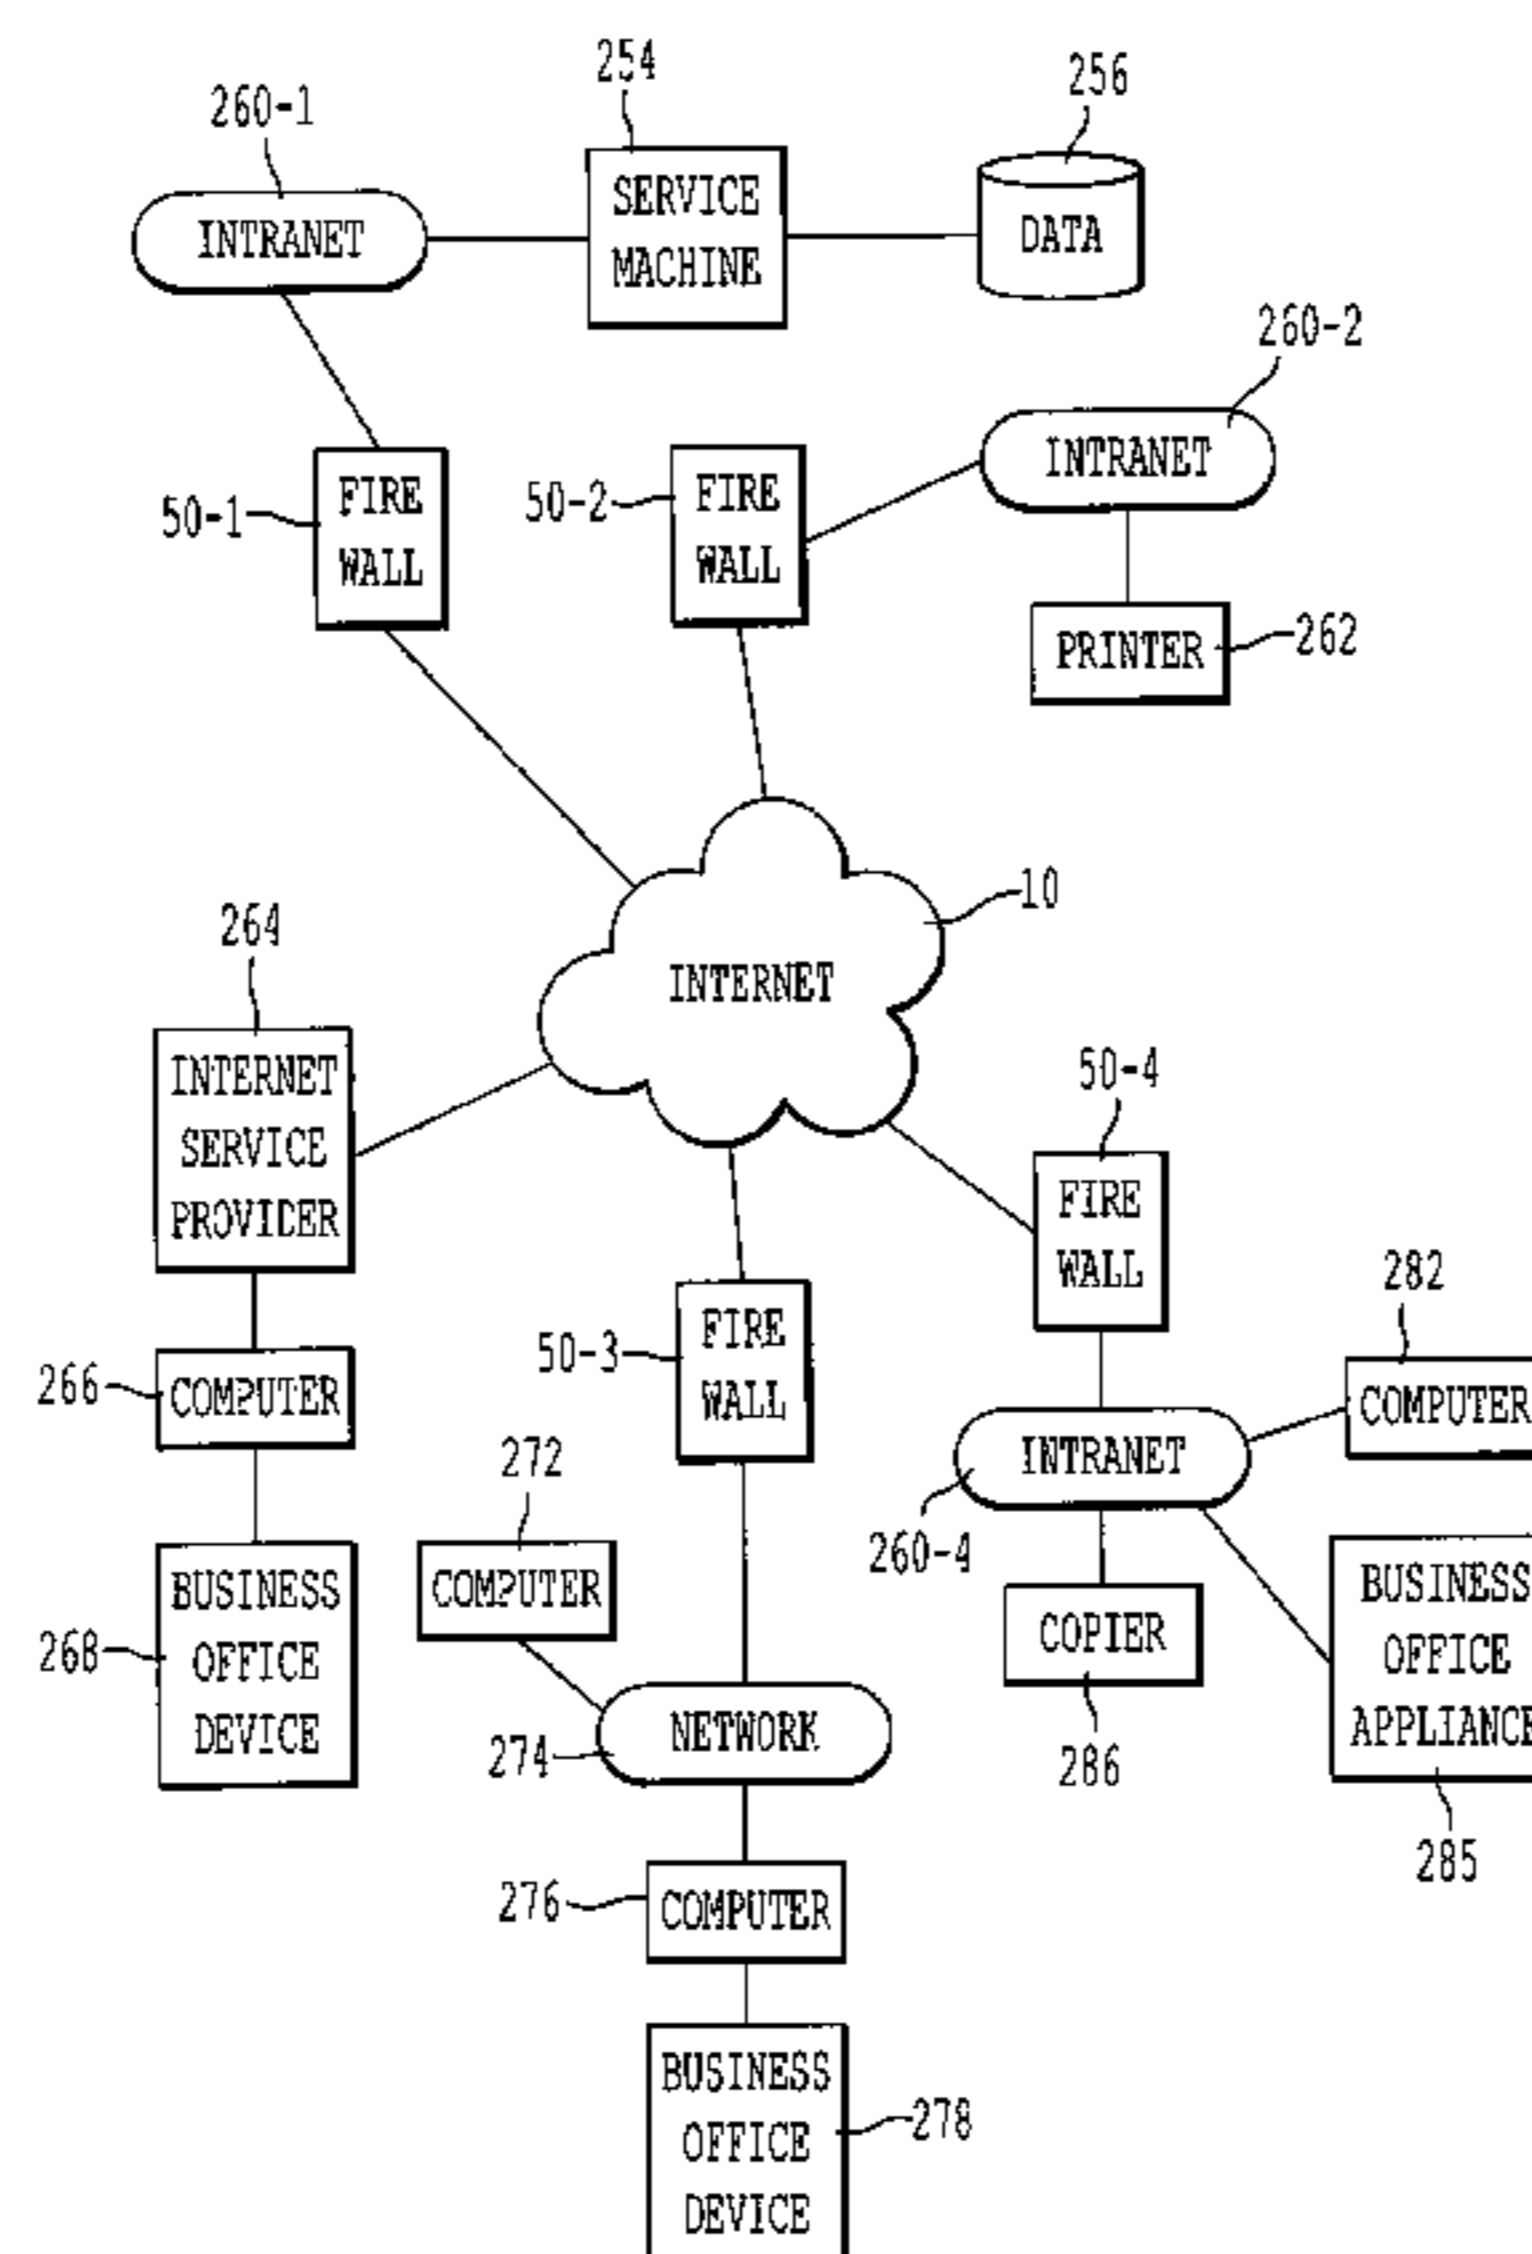 254
256
260-1
SERVICE
MACHINE
DATA
INTRANET
260-2
INTRANET
50-1
FIRE
WALL
50-2
FIRE
WALL
PRINTER
262
10
INTERNET
264
INTERNET
SERVICE
PROVIDER
50-4
FIRE
WALL
282
COMPUTER
50-3
FIRE
WALL
266
COMPUTER
INTRANET
260-4
272
COMPUTER
BUSINESS
OFFICE
DEVICE
268
COPIER
286
BUSINESS
OFFICE
APPLIANCE
285
NETWORK
274
276
COMPUTER
BUSINESS
OFFICE
DEVICE
278